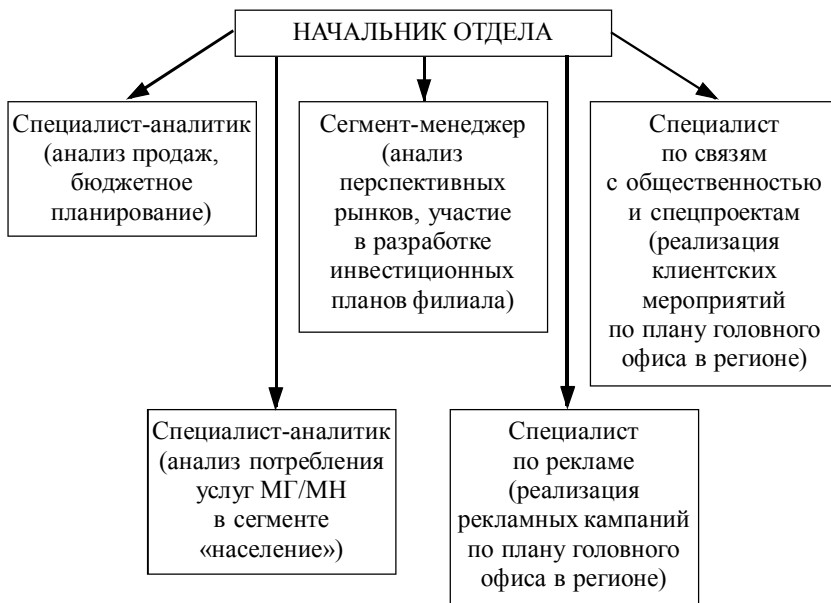 НАЧАЛЬНИК ОТДЕЛА
Специалист-аналитик
(анализ продаж,
бюджетное
планирование)
Сегмент-менеджер
(анализ
перспективных
рынков, участие
в разработке
инвестиционных
планов филиала)
Специалист
по связям
с общественностью
и спецпроектам
(реализация
клиентских
мероприятий
по плану головного
офиса в регионе)
Специалист-аналитик
(анализ потребления
услуг МГ/МН
в сегменте
«население»)
Специалист
по рекламе
(реализация
рекламных кампаний
по плану головного
офиса в регионе)